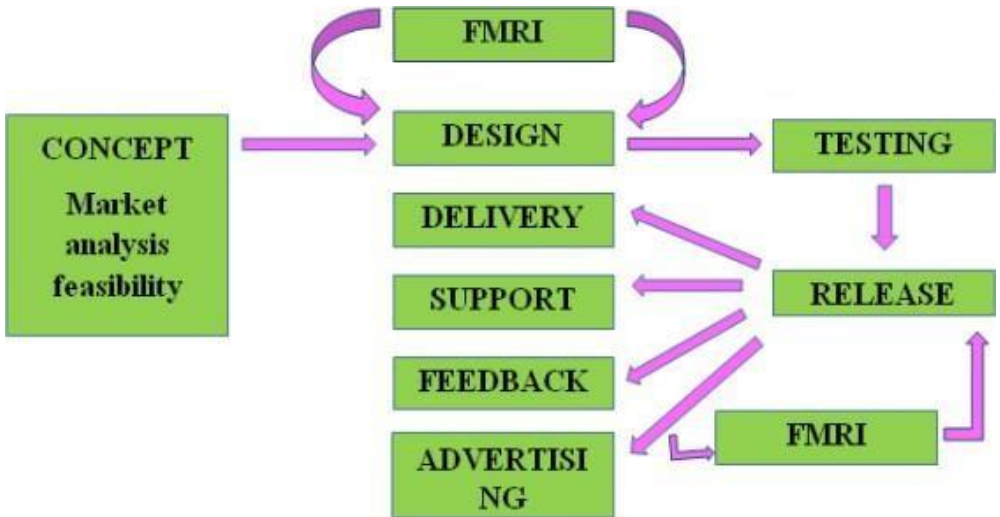 FMRI
CONCEPT
Market
analysis
feasibility
DESIGN
TESTING
DELIVERY
SUPPORT
RELEASE
FEEDBACK
ADVERTISI
NG
FMRI